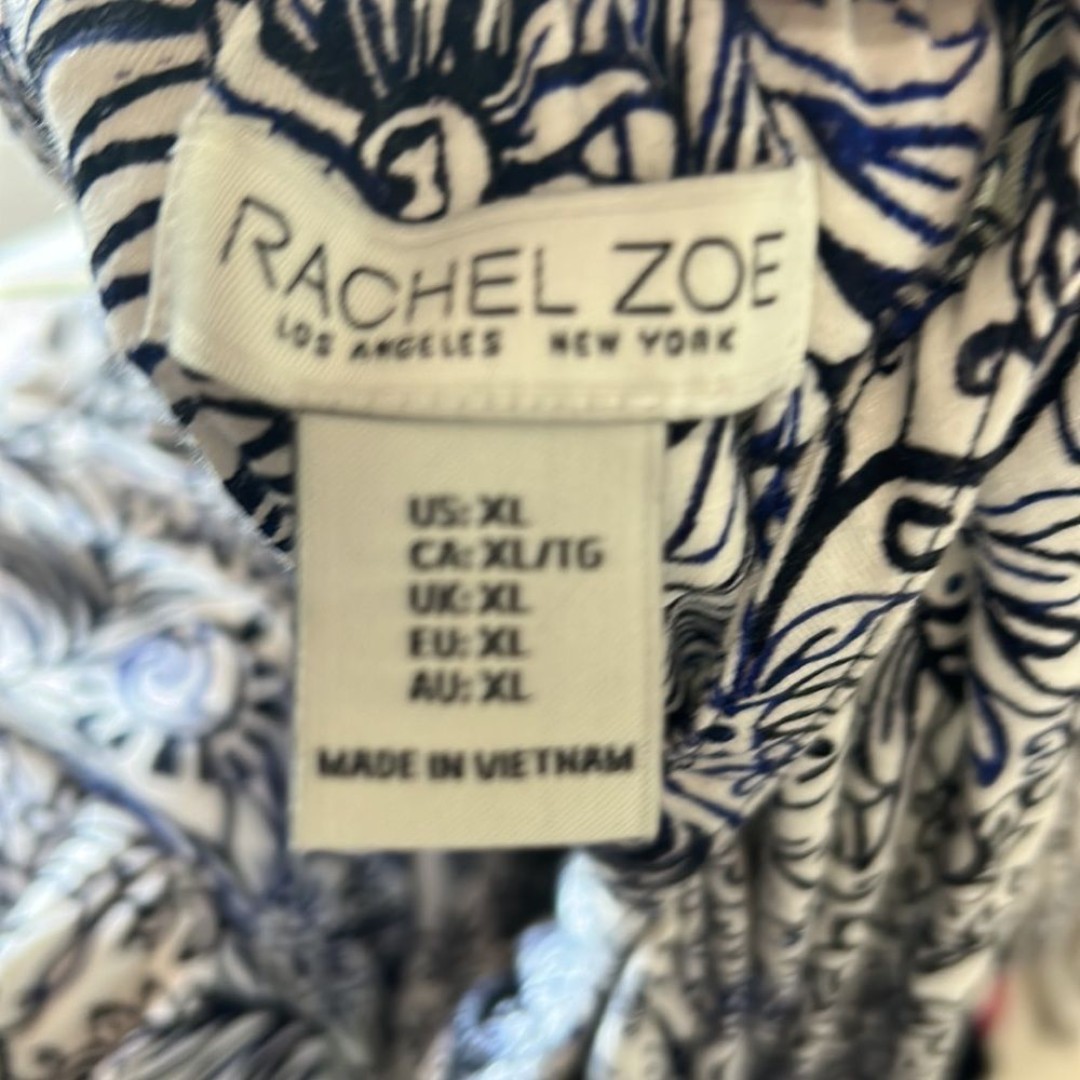 RACHEL ZOE
LOS ANGELES NEW YORK
US: XL
CA: XL/TG
UK: XL
EU: XL
AU: XL
MADE IN VIETNAM